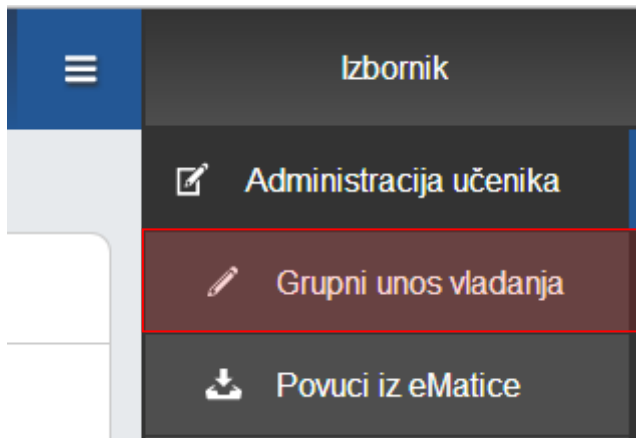 Izbornik
Administracija učenika
Grupni unos vladanja
Povuci iz eMatice